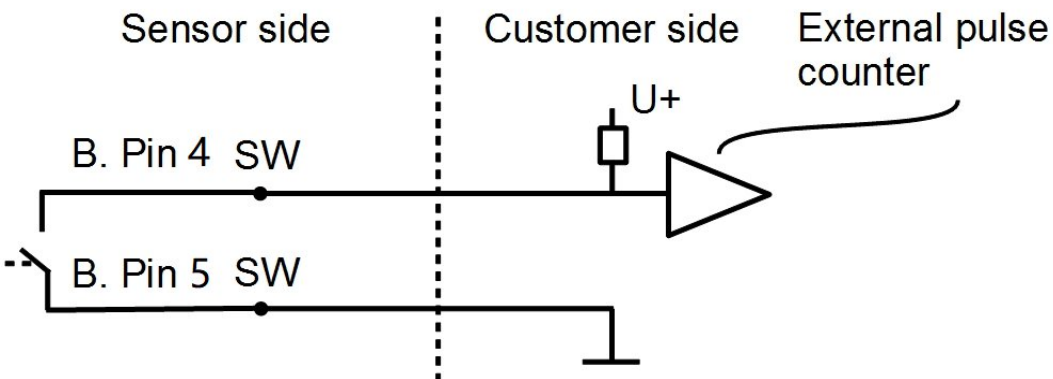 Sensor side
Customer side
External pulse
counter
U+
B. Pin 4 SW
B. Pin 5 SW